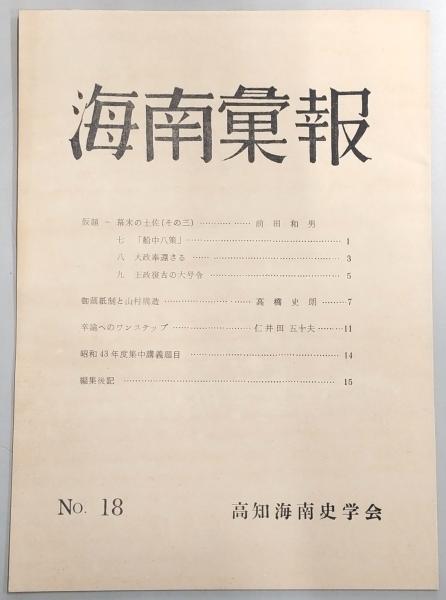 海南彙報
仮題 － 幕末の土佐(その三) ………………… 前田和男
七 「船中八策」 ………………………………………… 1
八 大政奉還さる ………………………………………… 3
九 王政復古の大号令 …………………………………… 5
御蔵紙制と山村構造 ………………… 高橋史朗 ……… 7
卒論へのワンステップ ……………… 仁井田五十夫 ……… 11
昭和43年度集中講義題目 ……………………………… 14
編集後記 ………………………………………………… 15
No. 18
高知海南史学会